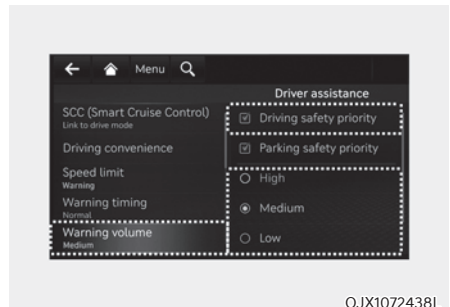 Menu
Driver assistance
SCC (Smart Cruise Control)
Link to drive mode
Driving safety priority
Driving convenience
Parking safety priority
Speed limit
Warning
High
Warning timing
Normal
Medium
Warning volume
Medium
Low
OJX1072438L